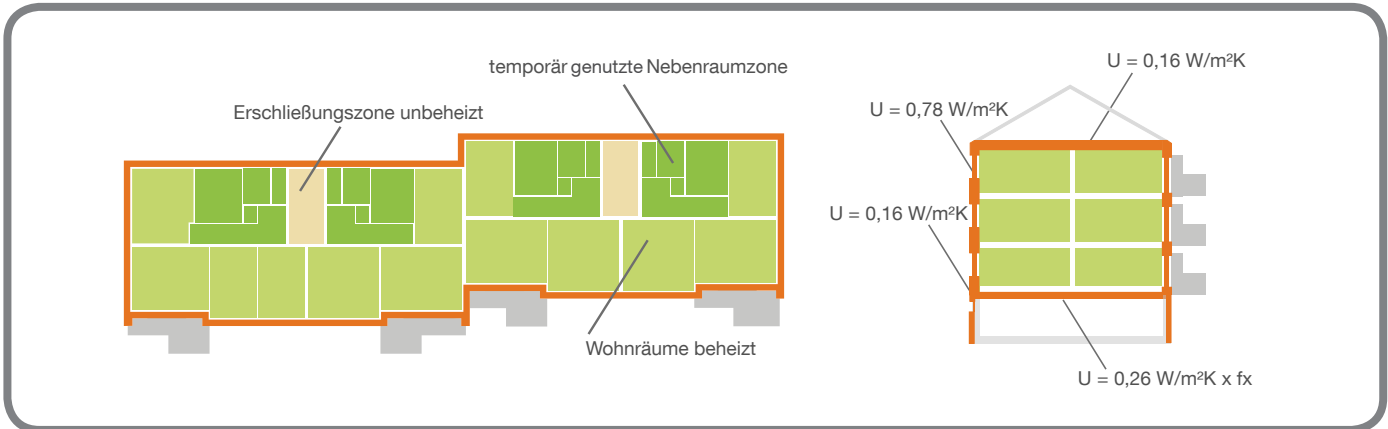 temporär genutzte Nebenraumzone
Erschließungszone unbeheizt
Wohnräume beheizt
U = 0,16 W/m²K
U = 0,78 W/m²K
U = 0,16 W/m²K
U = 0,26 W/m²K x fx